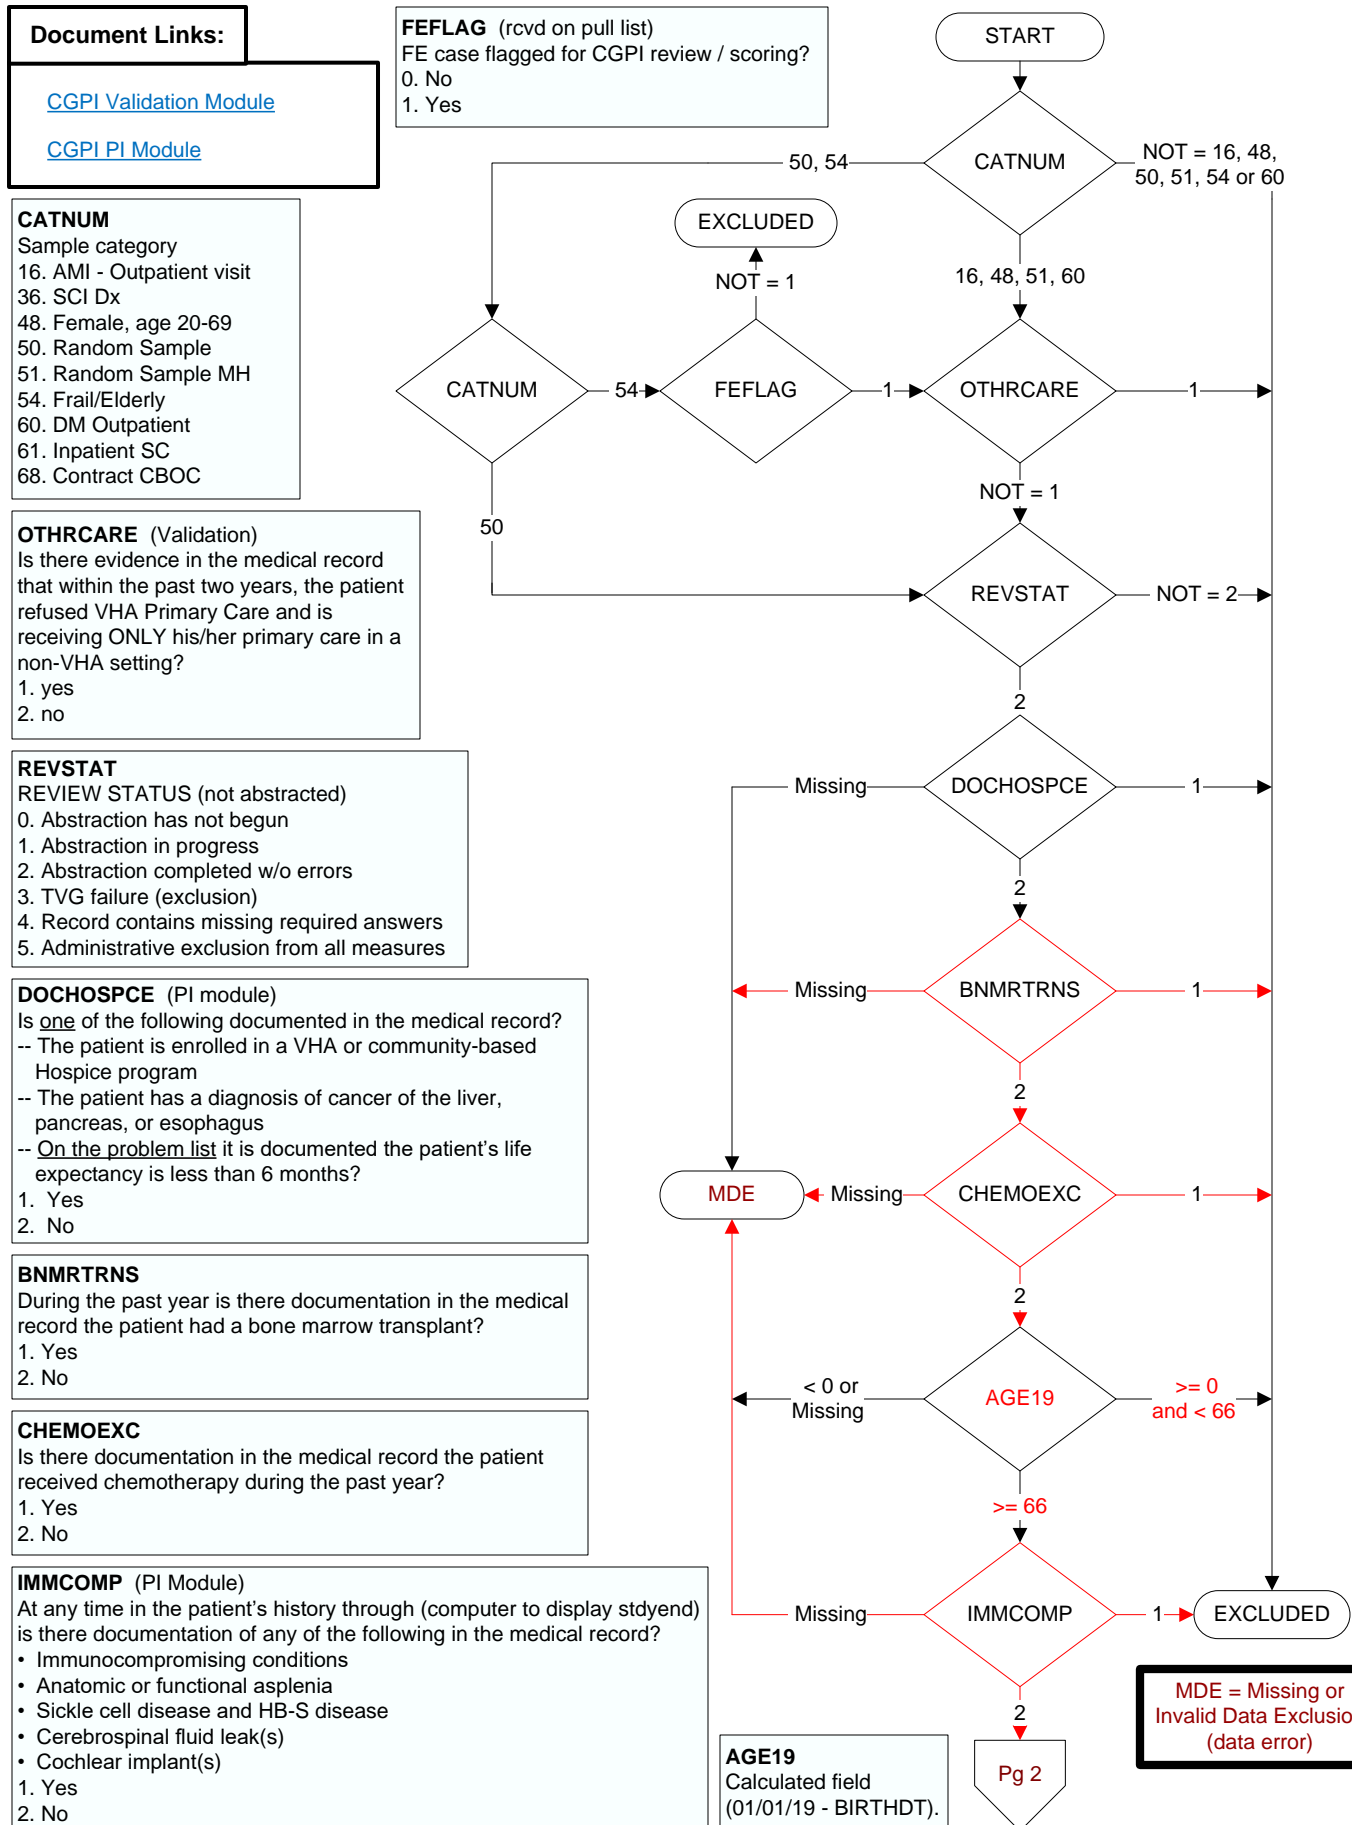 Document Links:
CGPI Validation Module
CGPI PI Module
FEFLAG (rcvd on pull list)
FE case flagged for CGPI review / scoring?
0. No
1. Yes
CATNUM
Sample category
16. AMI - Outpatient visit
36. SCI Dx
48. Female, age 20-69
50. Random Sample
51. Random Sample MH
54. Frail/Elderly
60. DM Outpatient
61. Inpatient SC
68. Contract CBOC
OTHRCARE (Validation)
Is there evidence in the medical record
that within the past two years, the patient
refused VHA Primary Care and is
receiving ONLY his/her primary care in a
non-VHA setting?
1. yes
2. no
REVSTAT
REVIEW STATUS (not abstracted)
0. Abstraction has not begun
1. Abstraction in progress
2. Abstraction completed w/o errors
3. TVG failure (exclusion)
4. Record contains missing required answers
5. Administrative exclusion from all measures
DOCHOSPCE (PI module)
Is one of the following documented in the medical record?
-- The patient is enrolled in a VHA or community-based
Hospice program
-- The patient has a diagnosis of cancer of the liver,
pancreas, or esophagus
-- On the problem list it is documented the patient's life
expectancy is less than 6 months?
1. Yes
2. No
BNMRTRNS
During the past year is there documentation in the medical
record the patient had a bone marrow transplant?
1. Yes
2. No
CHEMOEXC
Is there documentation in the medical record the patient
received chemotherapy during the past year?
1. Yes
2. No
IMMCOMP (PI Module)
At any time in the patient's history through (computer to display stdyend)
is there documentation of any of the following in the medical record?
• Immunocompromising conditions
• Anatomic or functional asplenia
• Sickle cell disease and HB-S disease
• Cerebrospinal fluid leak(s)
• Cochlear implant(s)
1. Yes
2. No
AGE19
Calculated field
(01/01/19 - BIRTHDT).
START
CATNUM
50, 54
NOT = 16, 48,
50, 51, 54 or 60
16, 48, 51, 60
EXCLUDED
NOT = 1
CATNUM
54
FEFLAG
1
OTHRCARE
1
NOT = 1
50
REVSTAT
NOT = 2
2
Missing
DOCHOSPCE
1
2
Missing
BNMRTRNS
1
2
MDE
Missing
CHEMOEXC
1
2
< 0 or
Missing
AGE19
>= 0
and < 66
>= 66
Missing
IMMCOMP
1
EXCLUDED
2
Pg 2
MDE = Missing or
Invalid Data Exclusio
(data error)